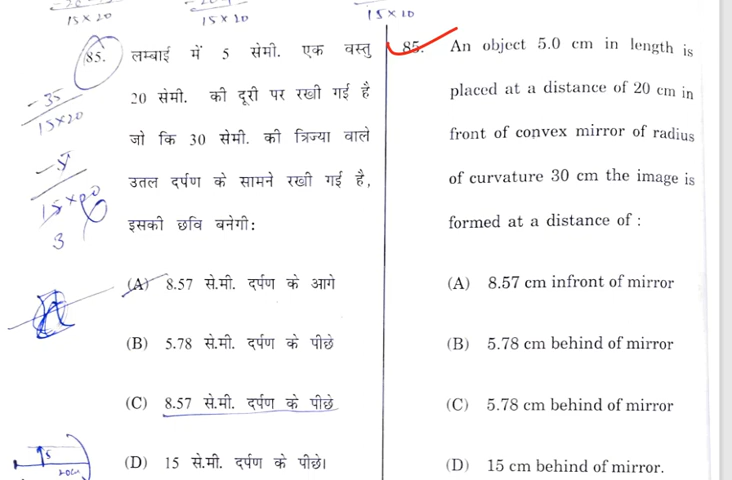 15 x 20
15 x 20
15 x 10
85. लम्बाई में 5 सेमी. एक वस्तु
20 सेमी. की दूरी पर रखी गई है
जो कि 30 सेमी. की त्रिज्या वाले
उतल दर्पण के सामने रखी गई है,
इसकी छवि बनेगी:
(A) 8.57 से.मी. दर्पण के आगे
(B) 5.78 से.मी. दर्पण के पीछे
(C) 8.57 से.मी. दर्पण के पीछे
(D) 15 से.मी. दर्पण के पीछे।
-35
15x20
3
5
20cm
85. An object 5.0 cm in length is
placed at a distance of 20 cm in
front of convex mirror of radius
of curvature 30 cm the image is
formed at a distance of :
(A) 8.57 cm infront of mirror
(B) 5.78 cm behind of mirror
(C) 5.78 cm behind of mirror
(D) 15 cm behind of mirror.